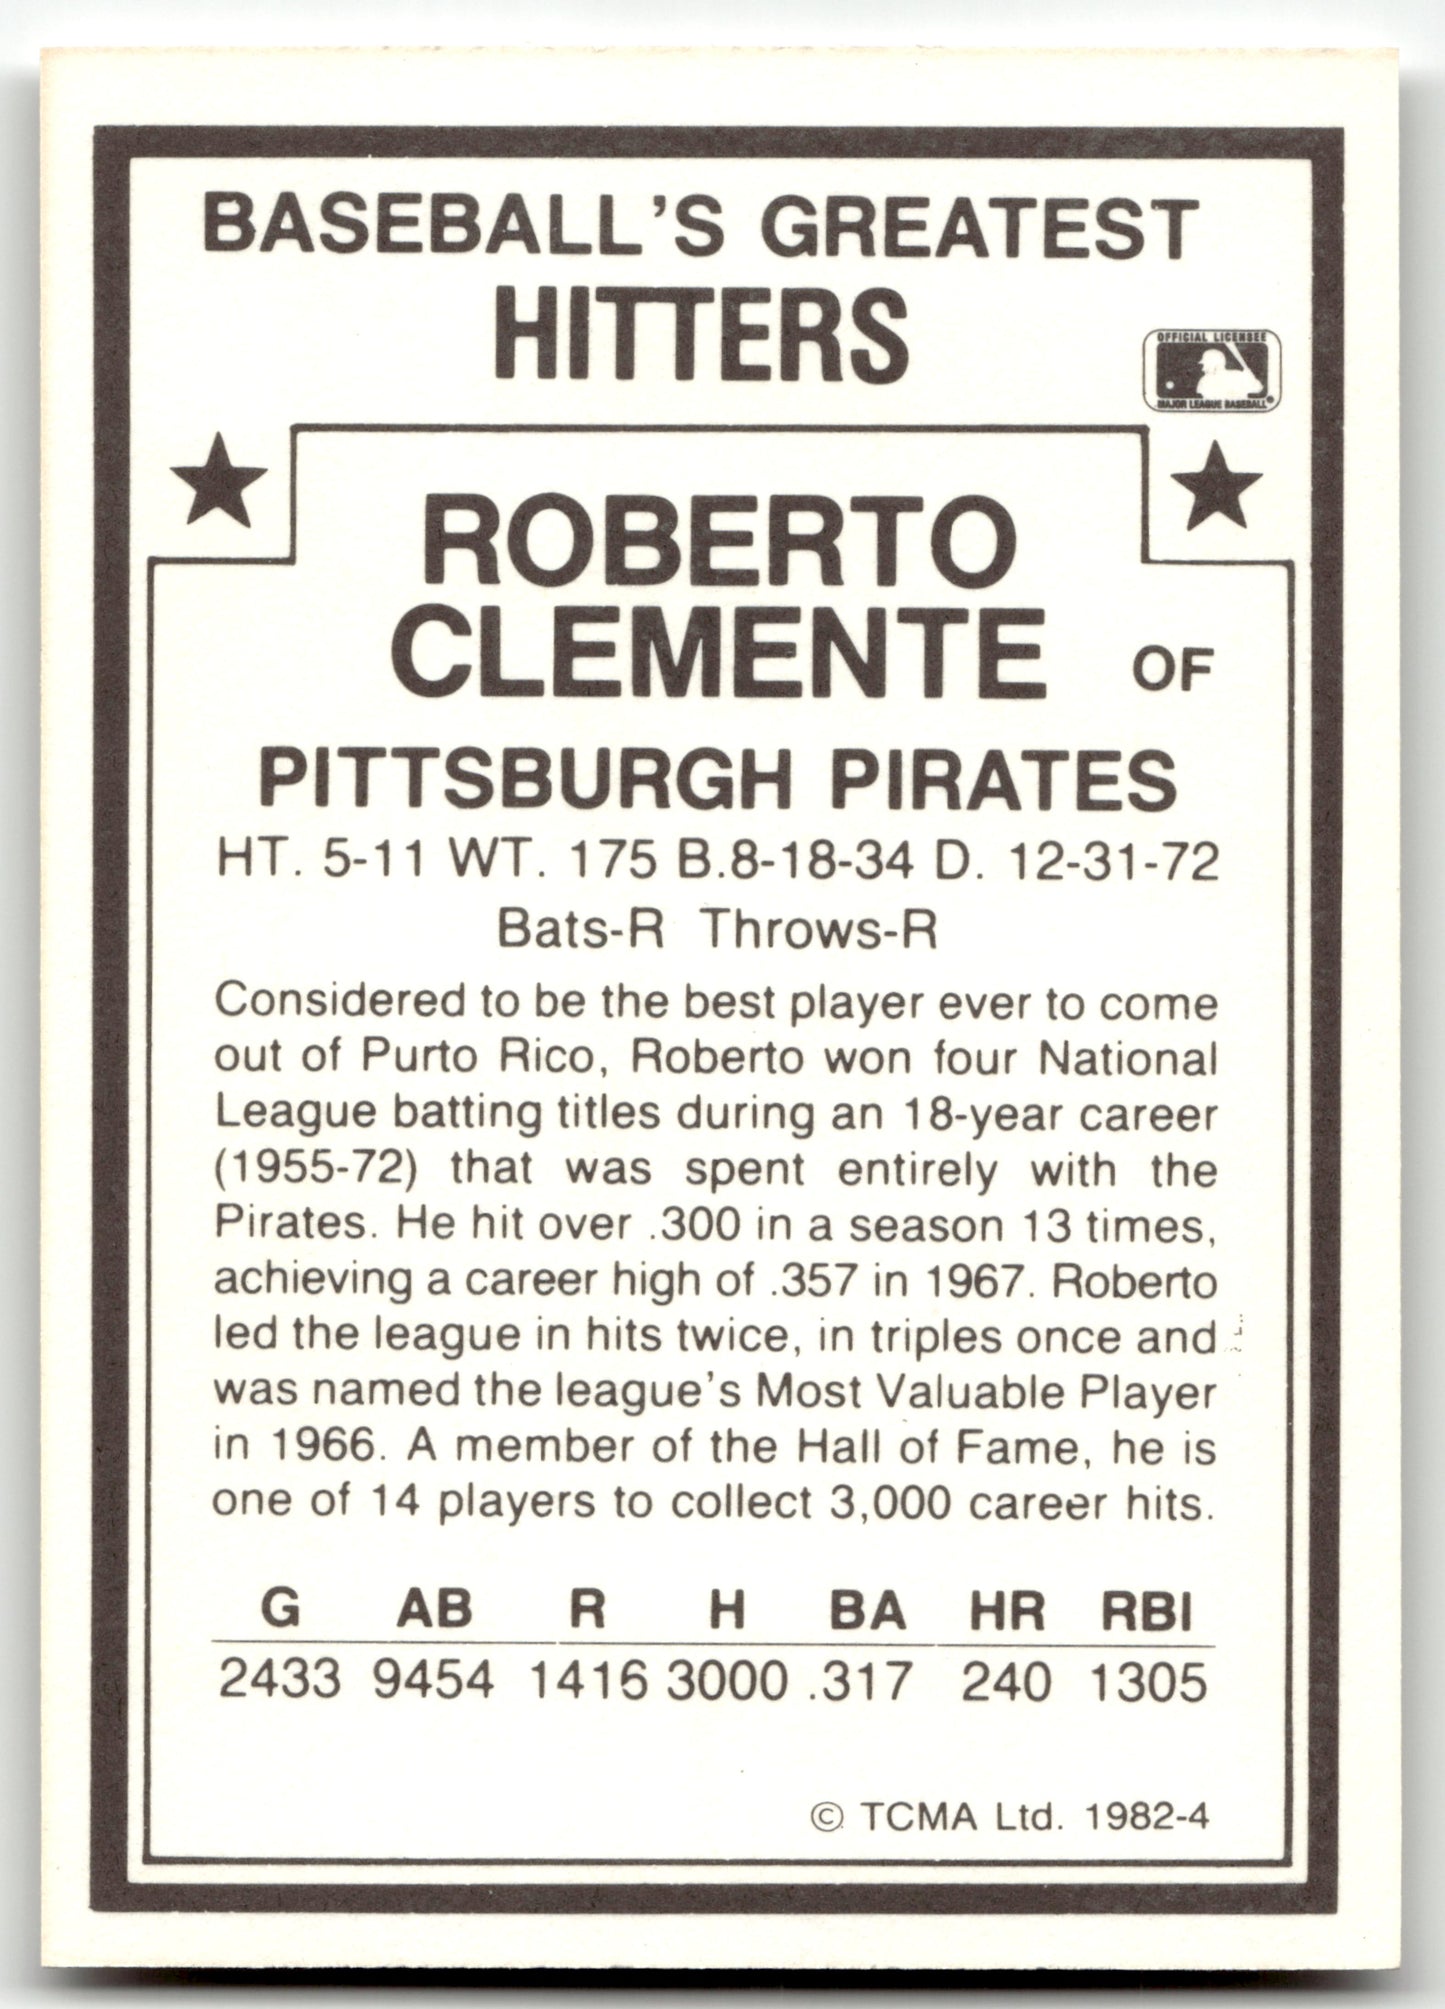 BASEBALL'S GREATEST
HITTERS
OFFICIAL LICENSEE
MAJOR LEAGUE BASEBALL®
ROBERTO
CLEMENTE OF
PITTSBURGH PIRATES
HT. 5-11 WT. 175 B.8-18-34 D. 12-31-72
Bats-R Throws-R
Considered to be the best player ever to come
out of Purto Rico, Roberto won four National
League batting titles during an 18-year career
(1955-72) that was spent entirely with the
Pirates. He hit over .300 in a season 13 times,
achieving a career high of .357 in 1967. Roberto
led the league in hits twice, in triples once and
was named the league's Most Valuable Player
in 1966. A member of the Hall of Fame, he is
one of 14 players to collect 3,000 career hits.
G AB R H BA HR RBI
2433 9454 1416 3000 .317 240 1305
© TCMA Ltd. 1982-4